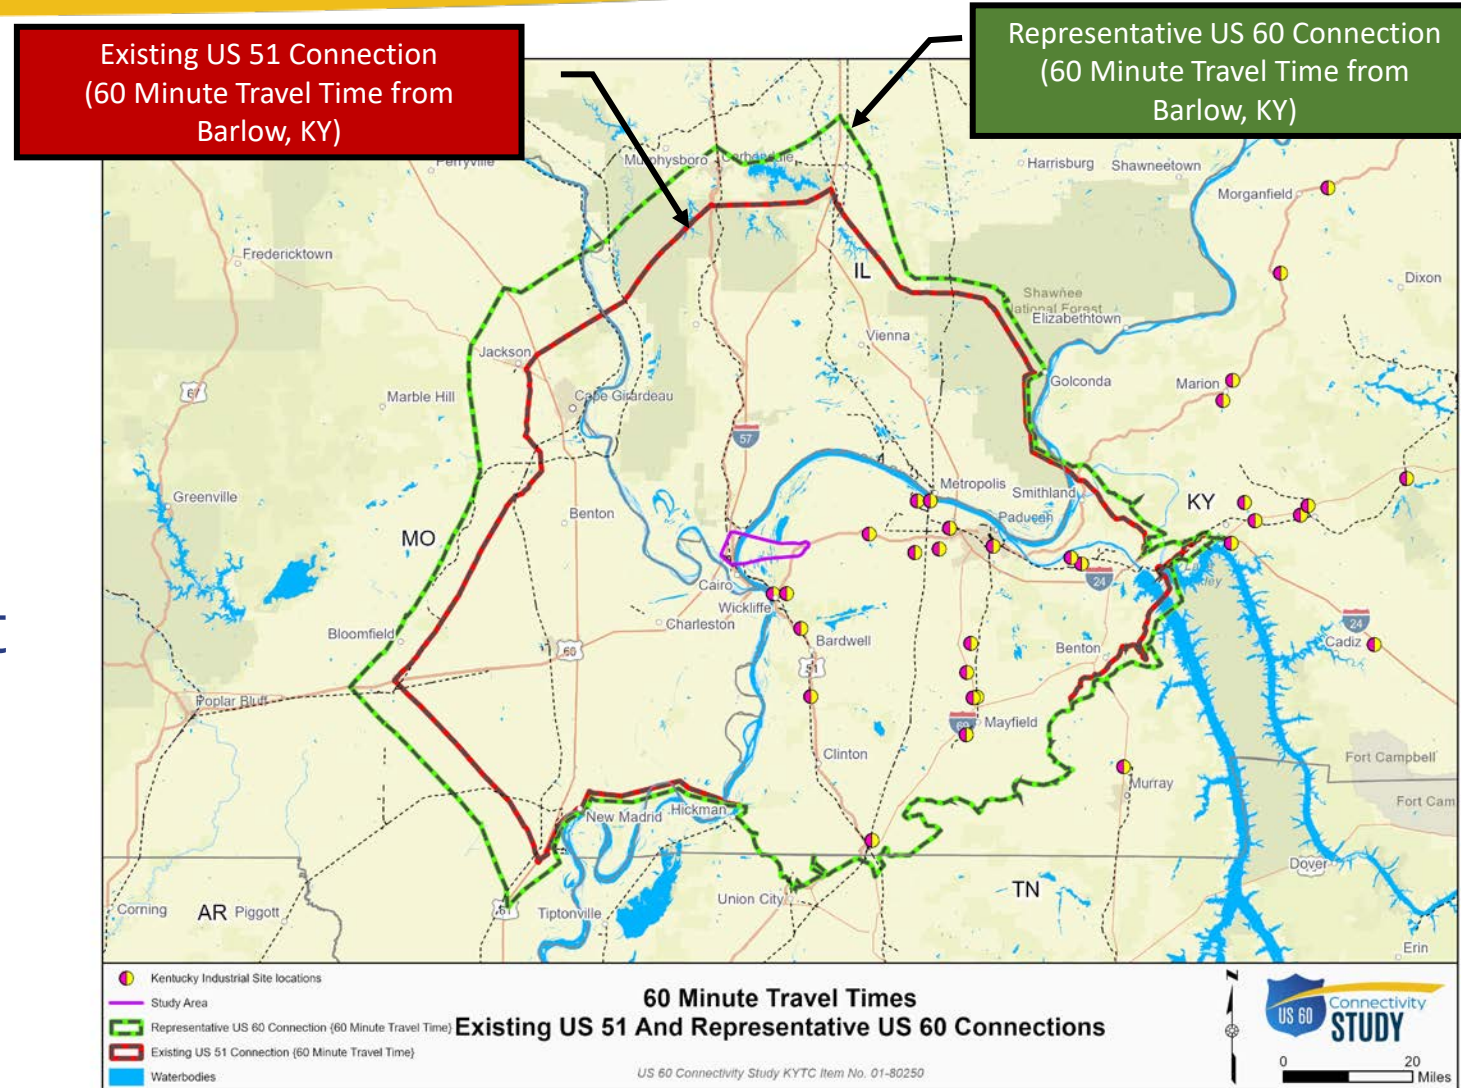 Existing US 51 Connection
(60 Minute Travel Time from
Barlow, KY)
Representative US 60 Connection
(60 Minute Travel Time from
Barlow, KY)
Perryville
Murphysboro
Carbondale
Harrisburg
Shawneetown
Morganfield
Fredericktown
IL
Dixon
Shawnee
National Forest
Elizabethtown
Vienna
Jackson
Golconda
Marion
67
Marble Hill
Cape Girardeau
57
Greenville
Metropolis
Smithland
KY
Benton
Paducah
MO
24
Cairo
Wickliffe
Charleston
24
Bloomfield
Bardwell
Cadiz
60
51
Benton
t
Poplar Bluff
69
Mayfield
Clinton
Fort Campbell
Murray
Fort Cam
New Madrid
Hickman
Dover
TN
Union City
Corning
AR
Piggott
61
Tiptonville
Erin
Kentucky Industrial Site locations
Study Area
Representative US 60 Connection (60 Minute Travel Time)
Existing US 51 Connection (60 Minute Travel Time)
Waterbodies
60 Minute Travel Times
Existing US 51 And Representative US 60 Connections
US 60 Connectivity Study KYTC Item No. 01-80250
N
US 60
Connectivity
STUDY
0 20
Miles